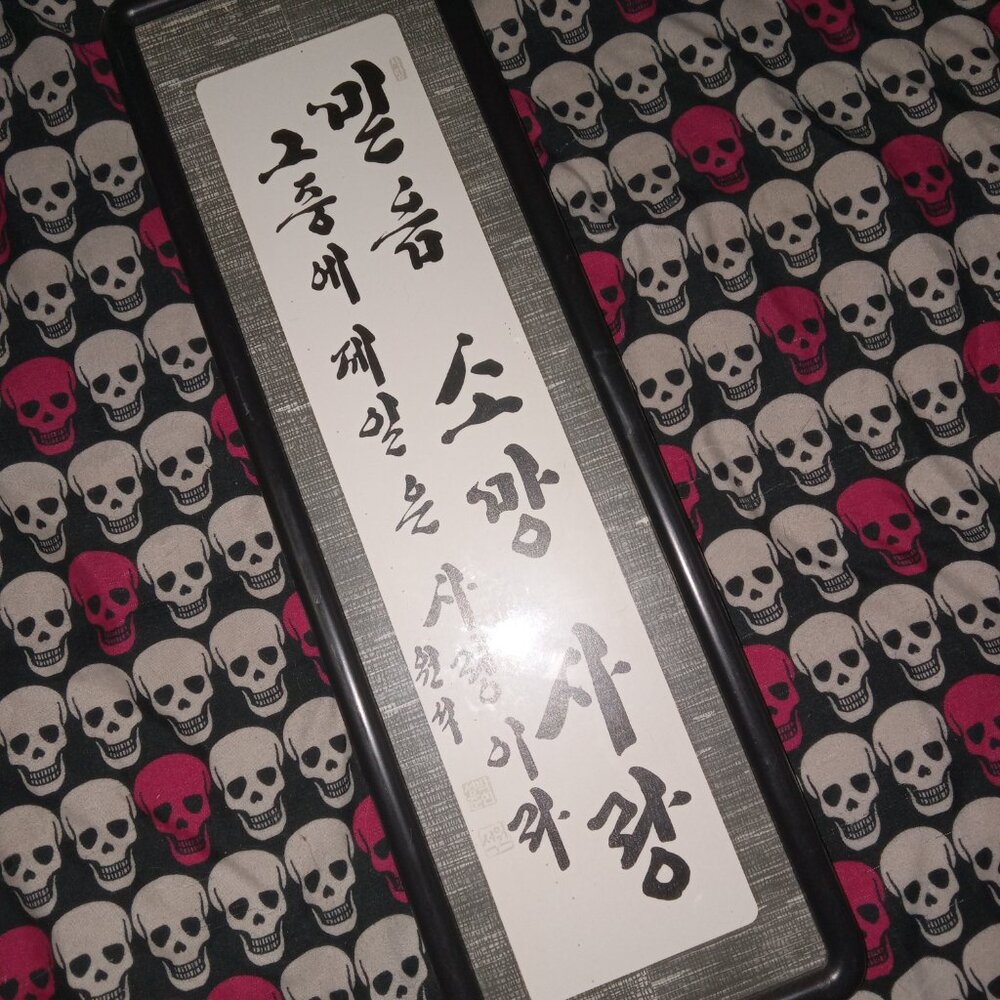 믿음 소망 사랑
그 중에 제일은 사랑이라